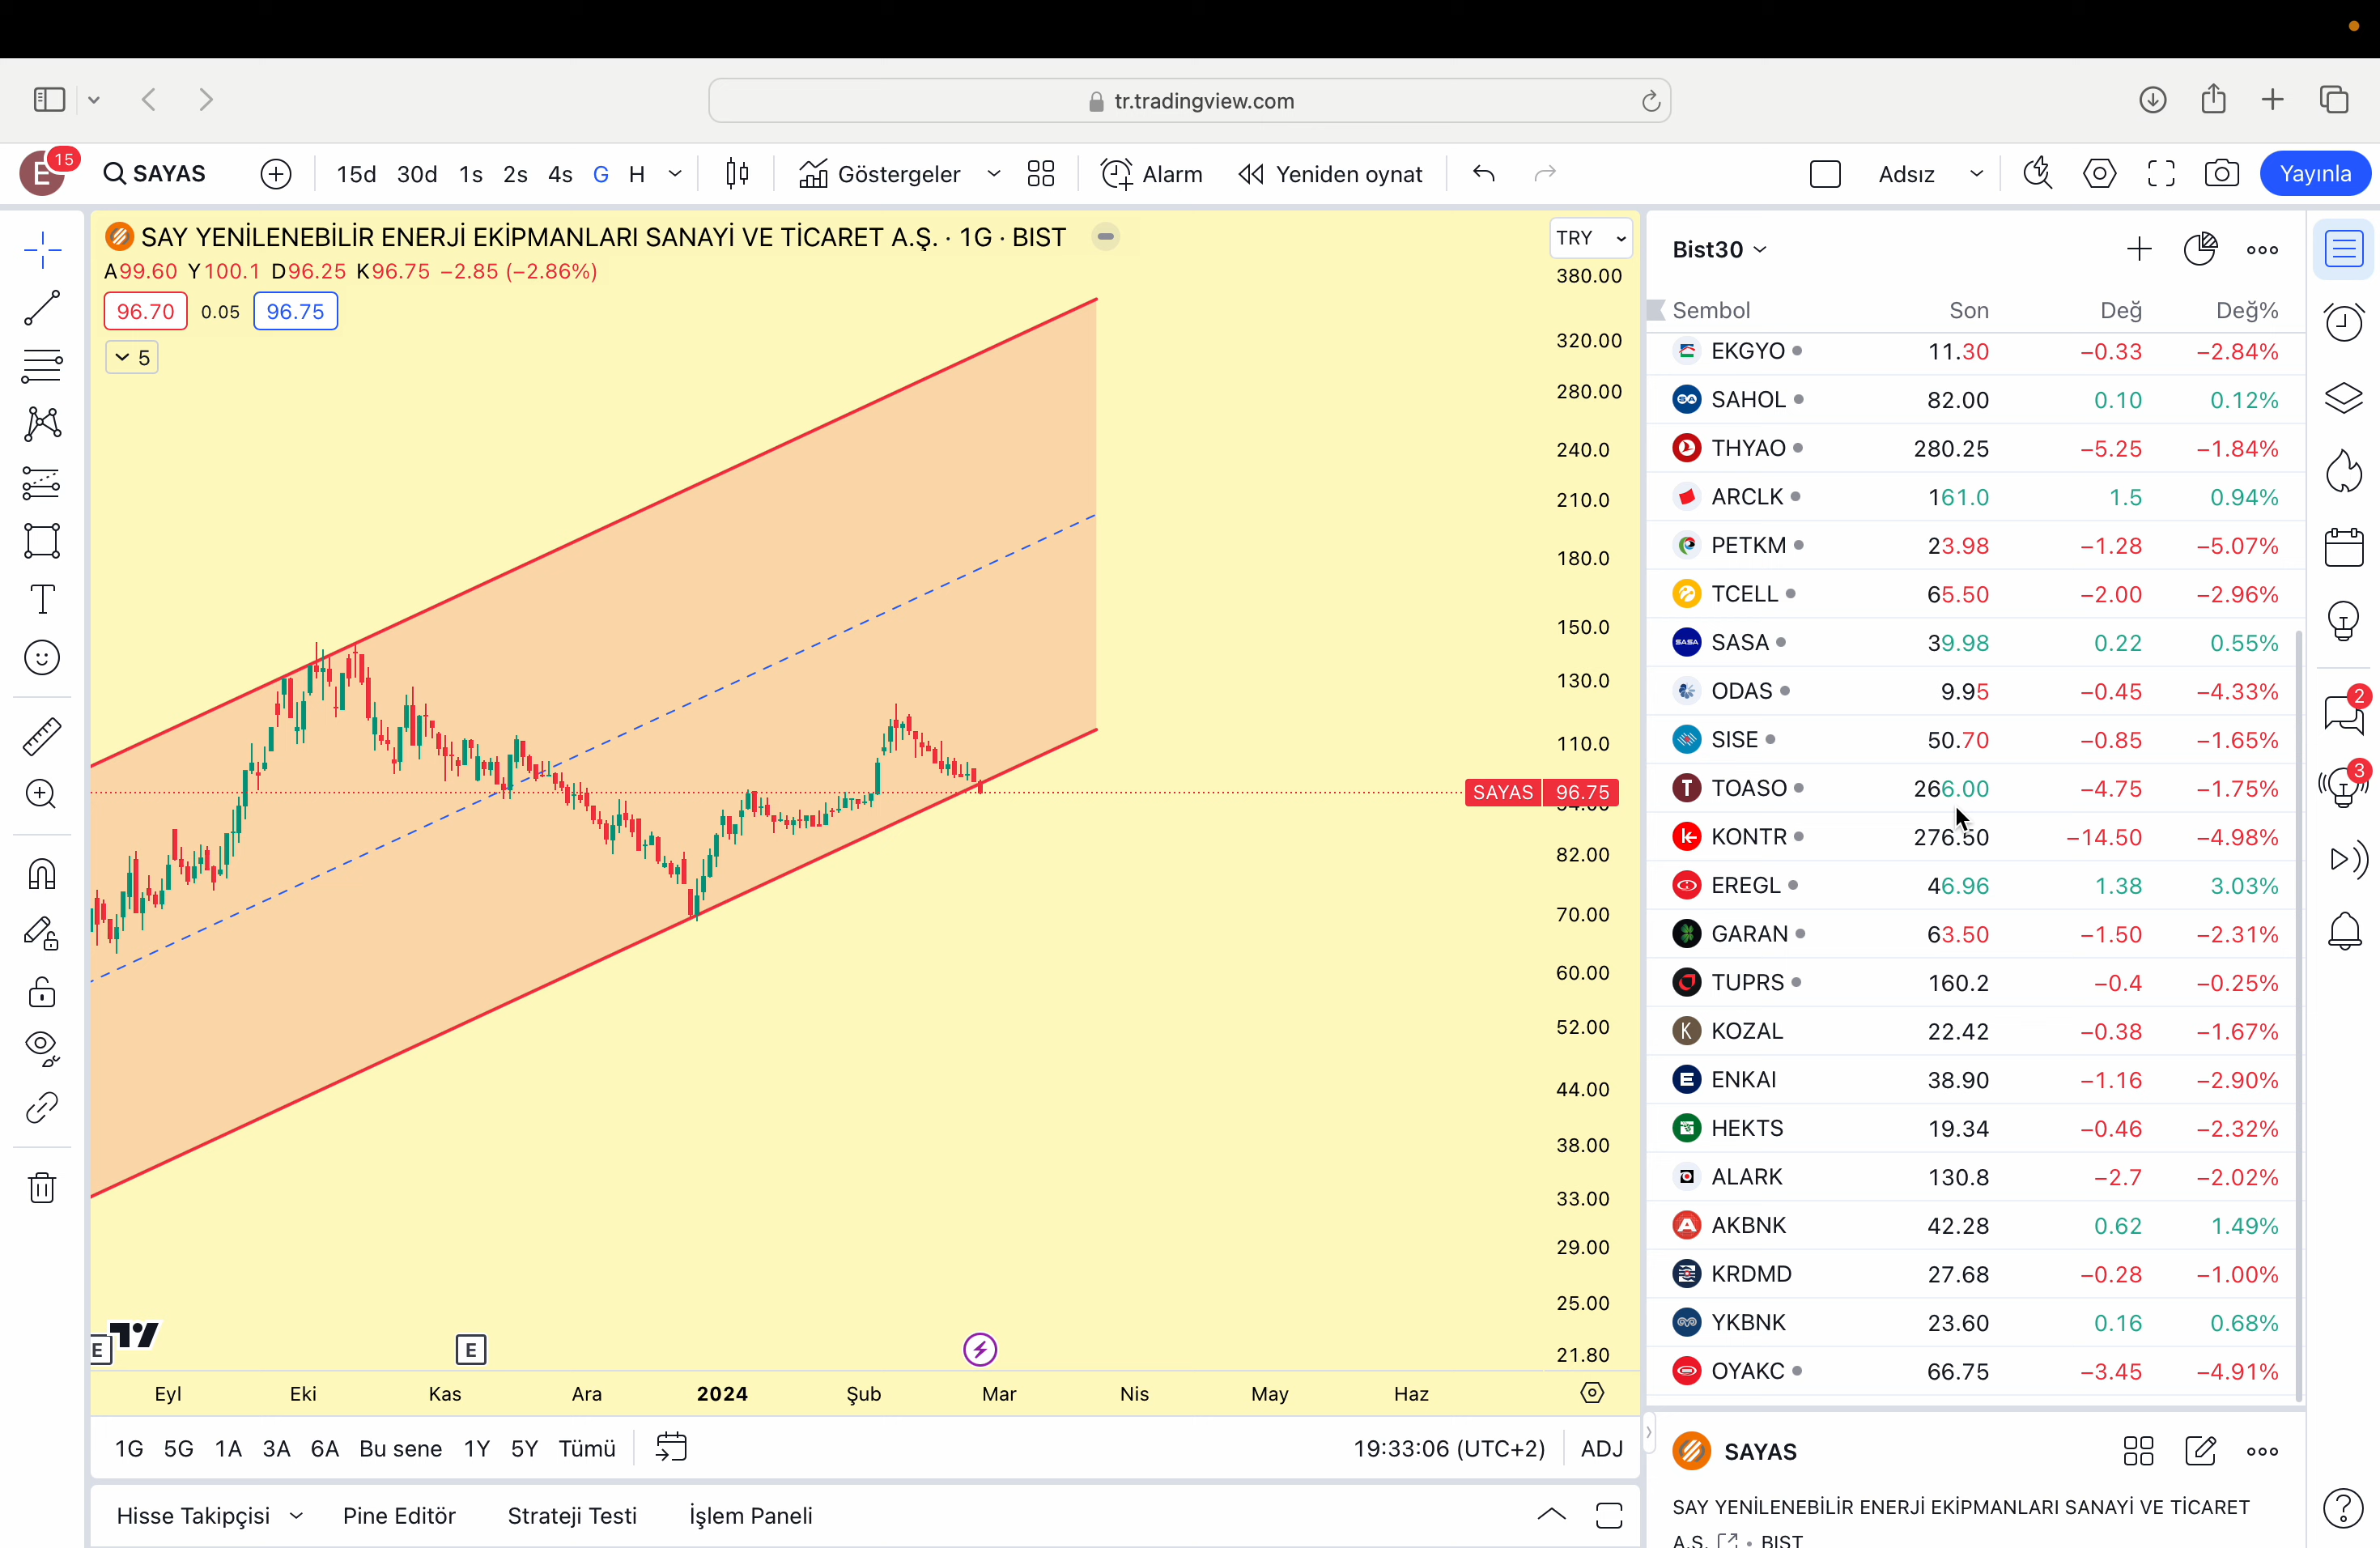 tr.tradingview.com
E 15 SAYAS 15d 30d 1s 2s 4s G H Göstergeler Alarm Yeniden oynat Adsız Yayınla
SAY YENİLENEBİLİR ENERJİ EKİPMANLARI SANAYİ VE TİCARET A.Ş. · 1G · BIST
A99.60 Y100.1 D96.25 K96.75 −2.85 (−2.86%)
96.70 0.05 96.75
5
TRY
380.00
320.00
280.00
240.0
210.0
180.0
150.0
130.0
110.0
SAYAS 96.75
82.00
70.00
60.00
52.00
44.00
38.00
33.00
29.00
25.00
21.80
E E
Eyl Eki Kas Ara 2024 Şub Mar Nis May Haz
1G 5G 1A 3A 6A Bu sene 1Y 5Y Tümü 19:33:06 (UTC+2) ADJ
Hisse Takipçisi Pine Editör Strateji Testi İşlem Paneli
Bist30
Sembol Son Değ Değ%
EKGYO 11.30 −0.33 −2.84%
SAHOL 82.00 0.10 0.12%
THYAO 280.25 −5.25 −1.84%
ARCLK 161.0 1.5 0.94%
PETKM 23.98 −1.28 −5.07%
TCELL 65.50 −2.00 −2.96%
SASA SASA 39.98 0.22 0.55%
ODAS 9.95 −0.45 −4.33%
SISE 50.70 −0.85 −1.65%
T TOASO 266.00 −4.75 −1.75%
KONTR 276.50 −14.50 −4.98%
EREGL 46.96 1.38 3.03%
GARAN 63.50 −1.50 −2.31%
TUPRS 160.2 −0.4 −0.25%
K KOZAL 22.42 −0.38 −1.67%
E ENKAI 38.90 −1.16 −2.90%
HEKTS 19.34 −0.46 −2.32%
ALARK 130.8 −2.7 −2.02%
AKBNK 42.28 0.62 1.49%
KRDMD 27.68 −0.28 −1.00%
YKBNK 23.60 0.16 0.68%
OYAKC 66.75 −3.45 −4.91%
SAYAS
SAY YENİLENEBİLİR ENERJİ EKİPMANLARI SANAYİ VE TİCARET
A.Ş. • BIST
2
3